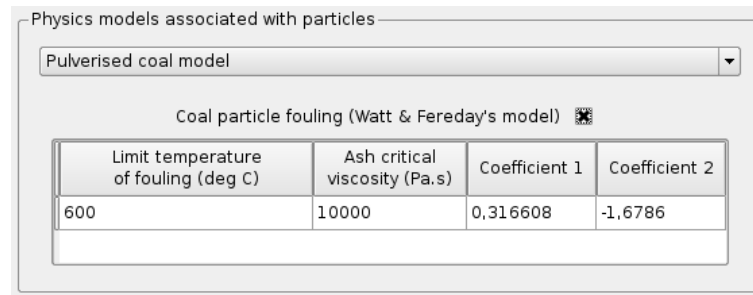 Physics models associated with particles
Pulverised coal model
Coal particle fouling (Watt & Fereday's model)
Limit temperature
of fouling (deg C)
Ash critical
viscosity (Pa.s)
Coefficient 1
Coefficient 2
600
10000
0,316608
-1,6786